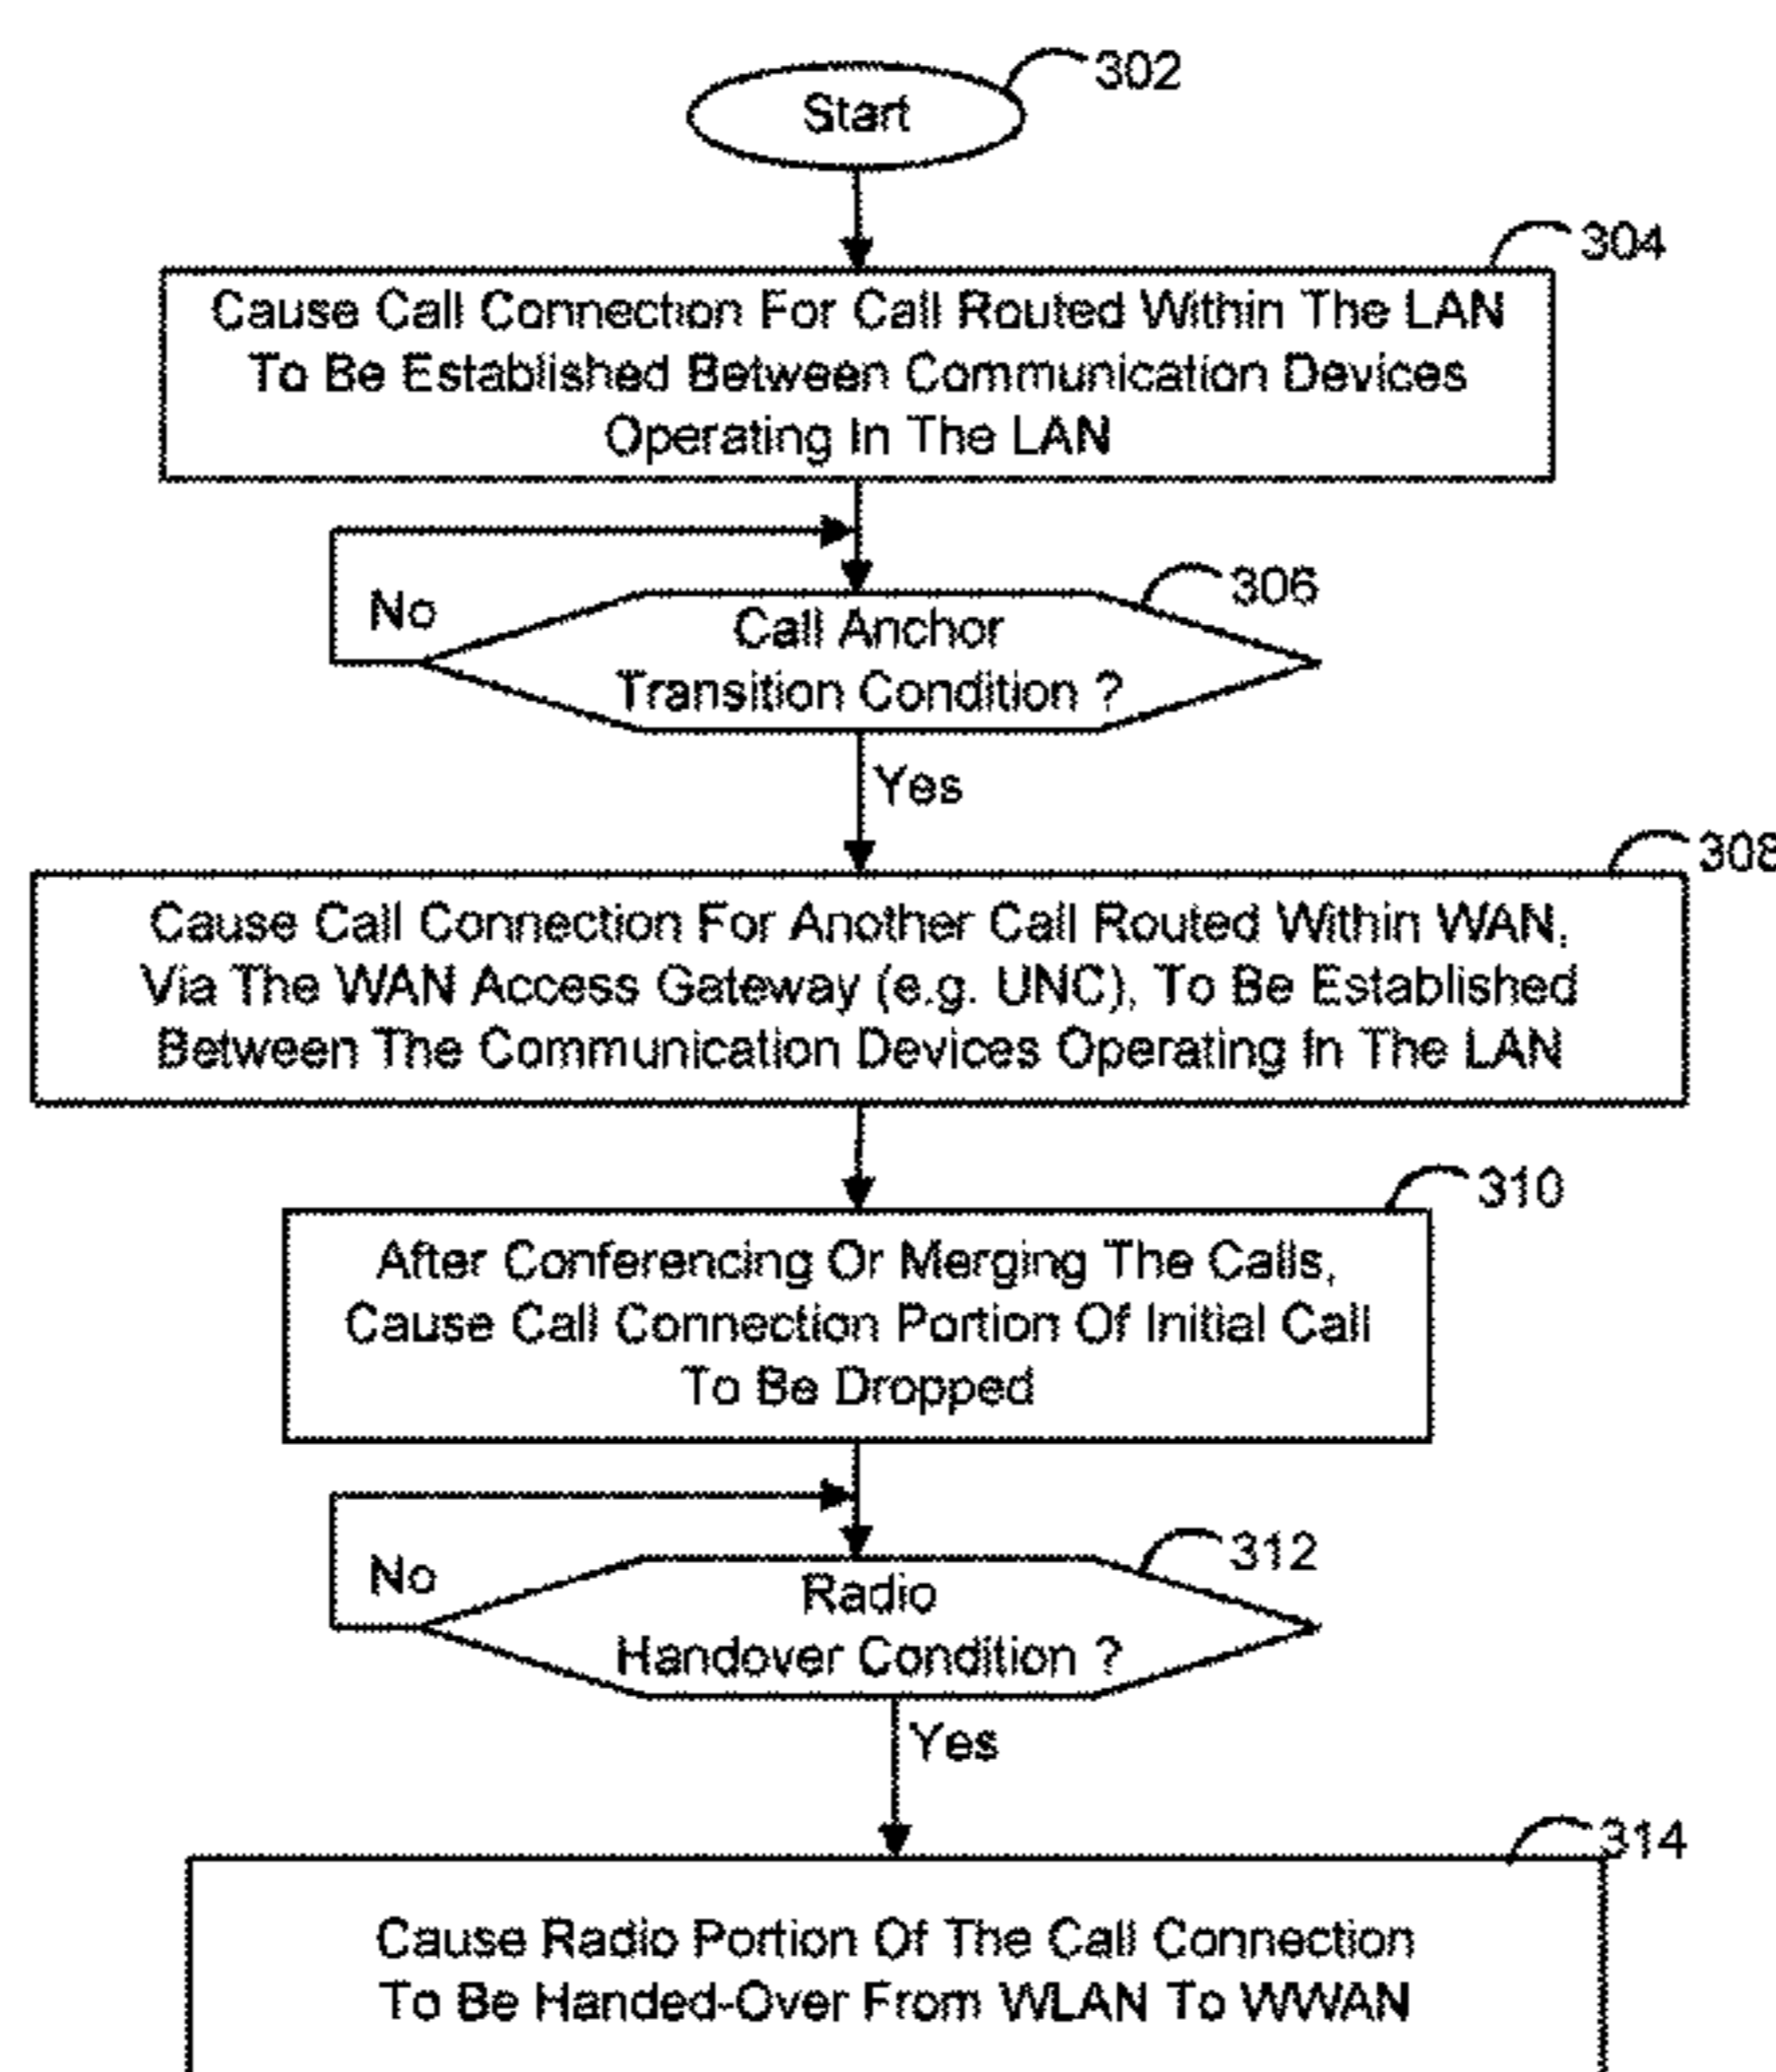 302
Start
304
Cause Call Connection For Call Routed Within The LAN
To Be Established Between Communication Devices
Operating In The LAN
No
306
Call Anchor
Transition Condition ?
Yes
308
Cause Call Connection For Another Call Routed Within WAN,
Via The WAN Access Gateway (e.g. UNC), To Be Established
Between The Communication Devices Operating In The LAN
310
After Conferencing Or Merging The Calls,
Cause Call Connection Portion Of Initial Call
To Be Dropped
No
312
Radio
Handover Condition ?
Yes
314
Cause Radio Portion Of The Call Connection
To Be Handed-Over From WLAN To WWAN